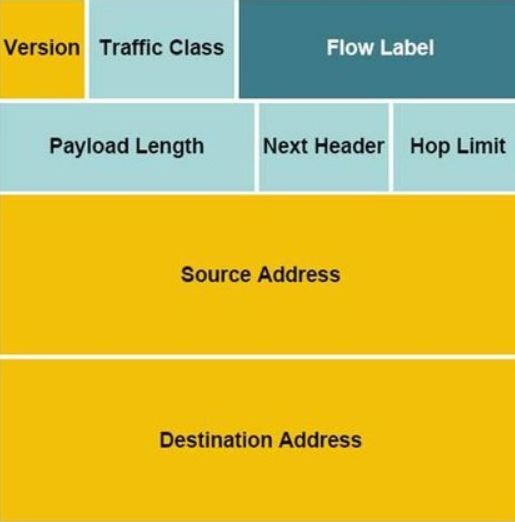 Version Traffic Class Flow Label
Payload Length Next Header Hop Limit
Source Address
Destination Address